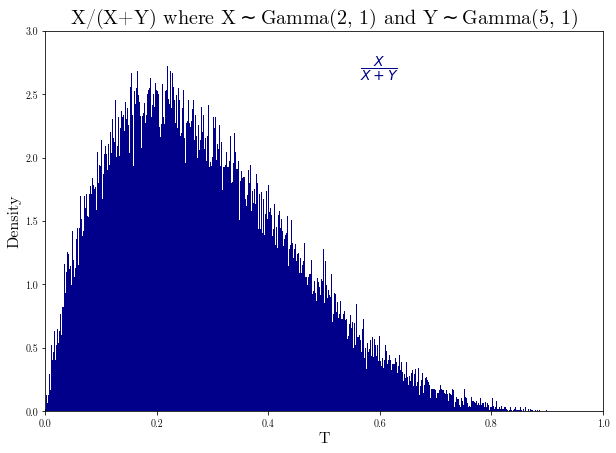 X/(X+Y) where X ∼ Gamma(2, 1) and Y ∼ Gamma(5, 1)
X
X + Y
3.0
2.5
2.0
1.5
1.0
0.5
0.0
Density
0.0 0.2 0.4 0.6 0.8 1.0
T